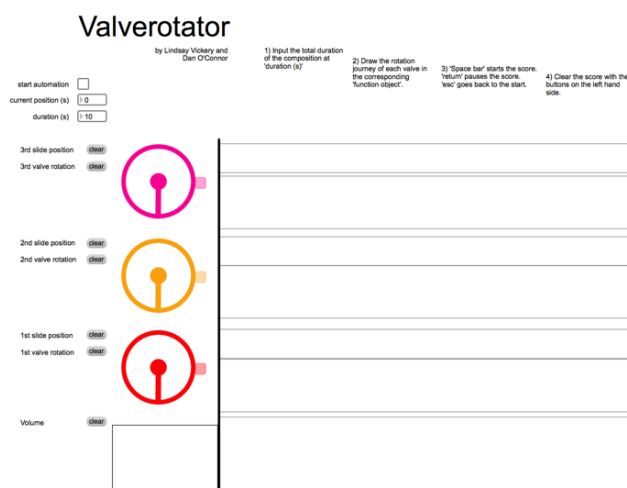 Valverotator
by Lindsay Vickery and
Dan O'Connor
1) Input the total duration
of the composition at
'duration (s)'
2) Draw the rotation
journey of each valve in
the corresponding
'function object'.
3) 'Space bar' starts the score.
'return' pauses the score.
'esc' goes back to the start.
4) Clear the score with the
buttons on the left hand
side.
start automation
current position (s) 0
duration (s) 10
3rd slide position clear
3rd valve rotation clear
2nd slide position clear
2nd valve rotation clear
1st slide position clear
1st valve rotation clear
Volume clear